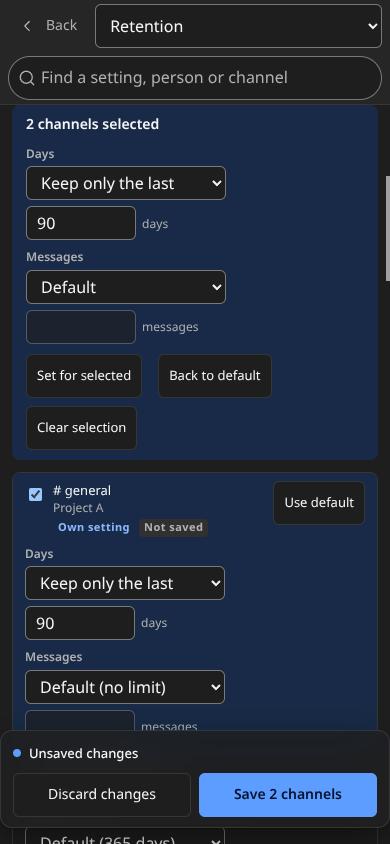 Back
Retention
Find a setting, person or channel
2 channels selected
Days
Keep only the last
90 days
Messages
Default
messages
Set for selected Back to default
Clear selection
# general
Project A
Use default
Own setting Not saved
Days
Keep only the last
90 days
Messages
Default (no limit)
messages
Unsaved changes
Discard changes Save 2 channels
Default (365 days)